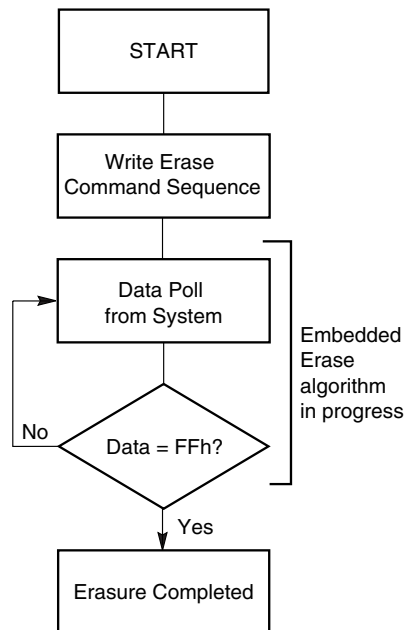 START
Write Erase
Command Sequence
Data Poll
from System
Embedded
Erase
algorithm
in progress
No
Data = FFh?
Yes
Erasure Completed